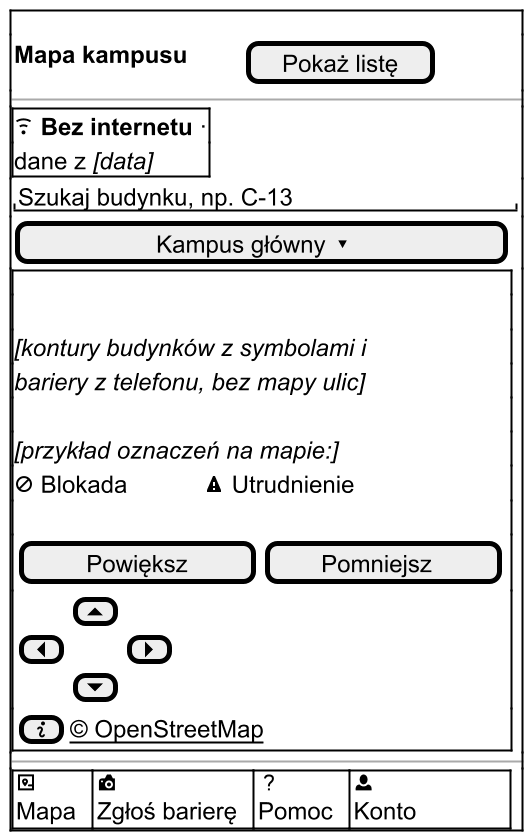 Mapa kampusu
Pokaż listę
Bez internetu ·
dane z [data]
Szukaj budynku, np. C-13
Kampus główny ▾
[kontury budynków z symbolami i
bariery z telefonu, bez mapy ulic]
[przykład oznaczeń na mapie:]
Blokada Utrudnienie
Powiększ Pomniejsz
i © OpenStreetMap
?
Mapa Zgłoś barierę Pomoc Konto